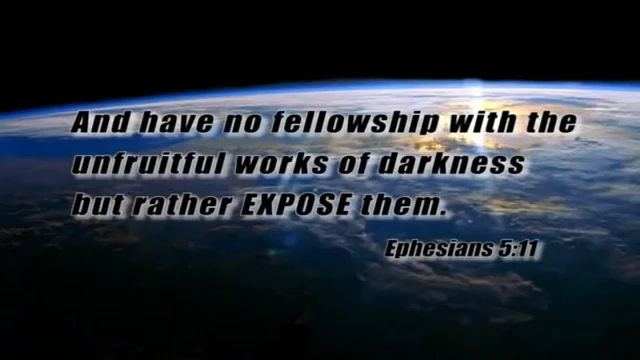 And have no fellowship with the
unfruitful works of darkness
but rather EXPOSE them.
Ephesians 5:11